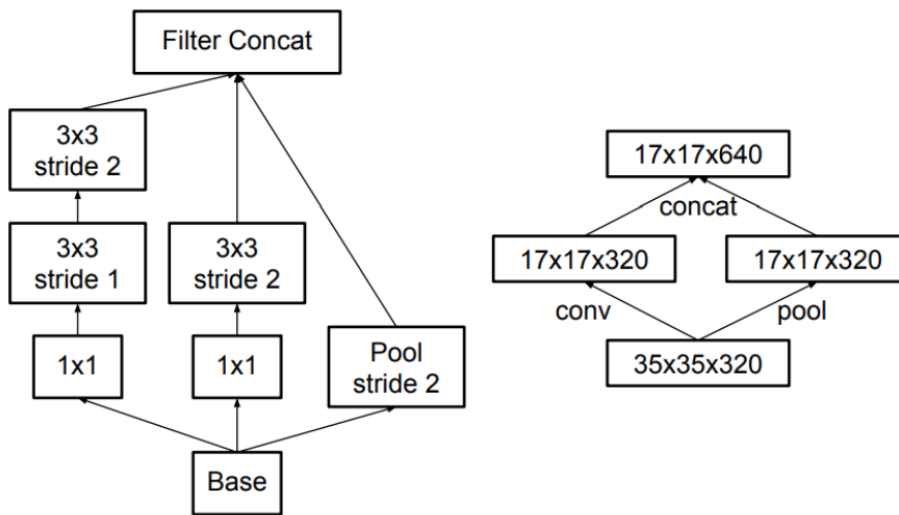 Filter Concat
3x3
stride 2
3x3
stride 1
3x3
stride 2
1x1
1x1
Pool
stride 2
Base
17x17x640
concat
17x17x320
17x17x320
conv
pool
35x35x320